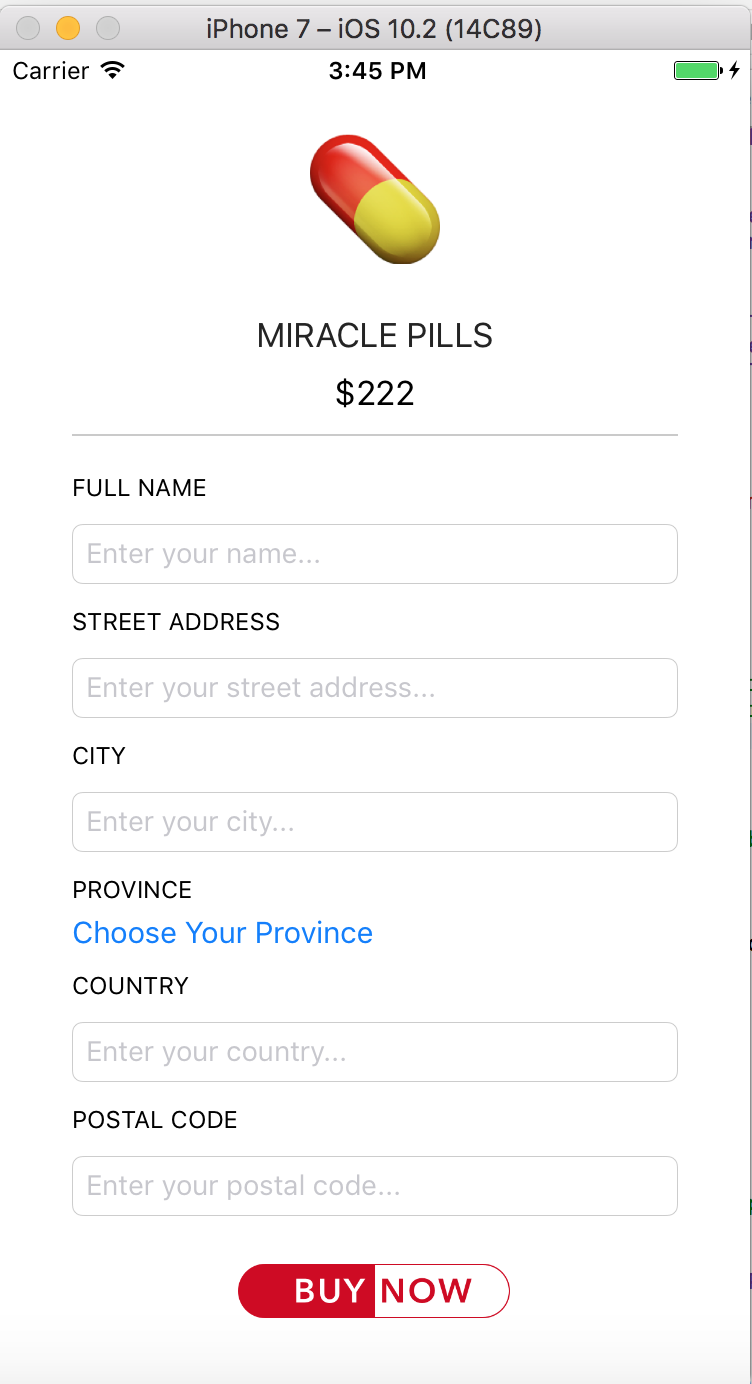 iPhone 7 – iOS 10.2 (14C89)
Carrier 3:45 PM
MIRACLE PILLS
$222
FULL NAME
Enter your name...
STREET ADDRESS
Enter your street address...
CITY
Enter your city...
PROVINCE
Choose Your Province
COUNTRY
Enter your country...
POSTAL CODE
Enter your postal code...
BUY NOW